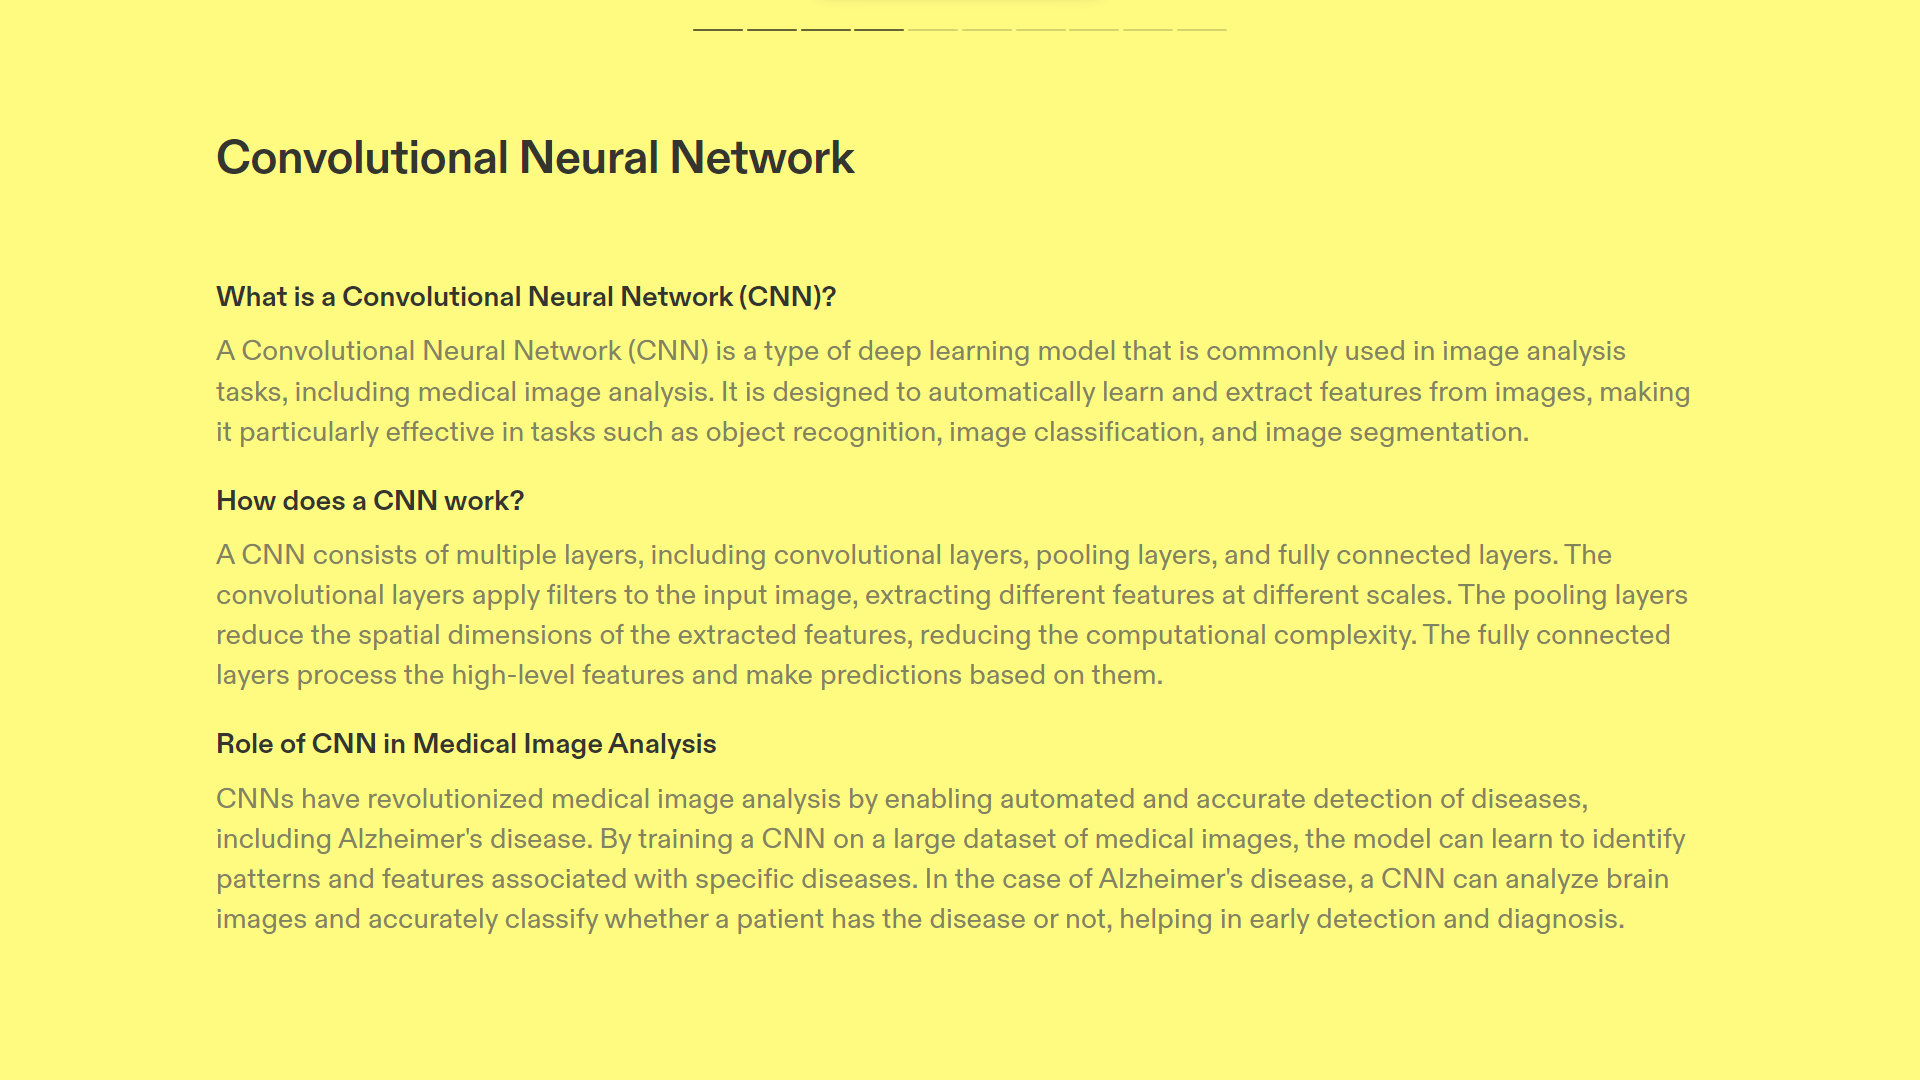 Convolutional Neural Network
What is a Convolutional Neural Network (CNN)?
A Convolutional Neural Network (CNN) is a type of deep learning model that is commonly used in image analysis
tasks, including medical image analysis. It is designed to automatically learn and extract features from images, making
it particularly effective in tasks such as object recognition, image classification, and image segmentation.
How does a CNN work?
A CNN consists of multiple layers, including convolutional layers, pooling layers, and fully connected layers. The
convolutional layers apply filters to the input image, extracting different features at different scales. The pooling layers
reduce the spatial dimensions of the extracted features, reducing the computational complexity. The fully connected
layers process the high-level features and make predictions based on them.
Role of CNN in Medical Image Analysis
CNNs have revolutionized medical image analysis by enabling automated and accurate detection of diseases,
including Alzheimer's disease. By training a CNN on a large dataset of medical images, the model can learn to identify
patterns and features associated with specific diseases. In the case of Alzheimer's disease, a CNN can analyze brain
images and accurately classify whether a patient has the disease or not, helping in early detection and diagnosis.